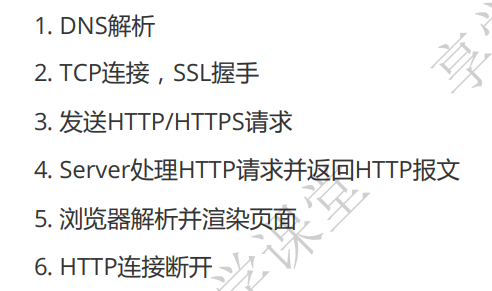 1. DNS解析
2. TCP连接，SSL握手
3. 发送HTTP/HTTPS请求
4. Server处理HTTP请求并返回HTTP报文
5. 浏览器解析并渲染页面
6. HTTP连接断开
享学
学课堂